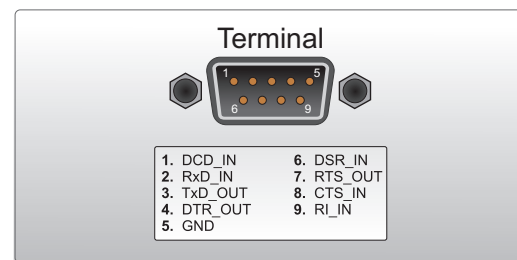 Terminal
1 5
6 9
1. DCD_IN 6. DSR_IN
2. RxD_IN 7. RTS_OUT
3. TxD_OUT 8. CTS_IN
4. DTR_OUT 9. RI_IN
5. GND